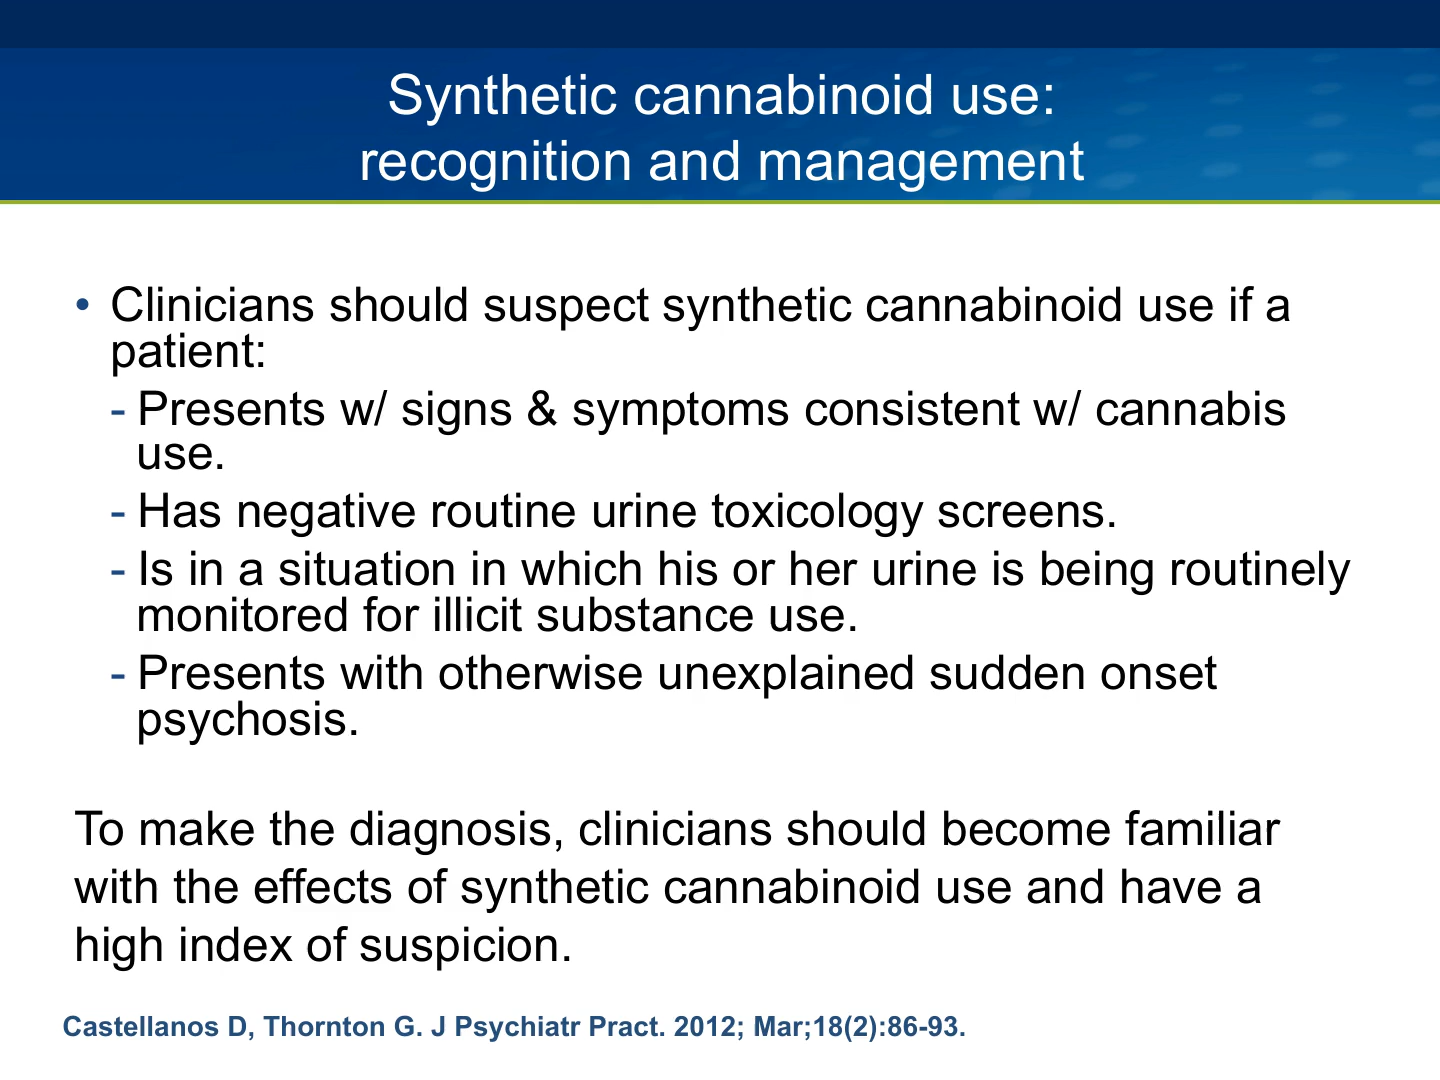 Synthetic cannabinoid use:
recognition and management
• Clinicians should suspect synthetic cannabinoid use if a
patient:
- Presents w/ signs & symptoms consistent w/ cannabis
use.
- Has negative routine urine toxicology screens.
- Is in a situation in which his or her urine is being routinely
monitored for illicit substance use.
- Presents with otherwise unexplained sudden onset
psychosis.
To make the diagnosis, clinicians should become familiar
with the effects of synthetic cannabinoid use and have a
high index of suspicion.
Castellanos D, Thornton G. J Psychiatr Pract. 2012; Mar;18(2):86-93.